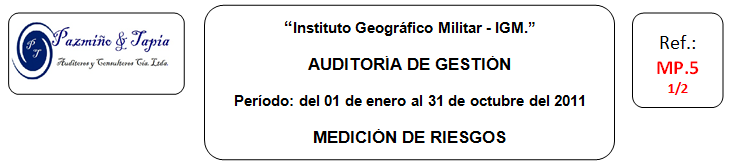 Pazmiño & Tapia
PT
Auditores y Consultores Cía. Ltda.
“Instituto Geográfico Militar - IGM.”
AUDITORÌA DE GESTIÓN
Período: del 01 de enero al 31 de octubre del 2011
MEDICIÓN DE RIESGOS
Ref.:
MP.5
1/2